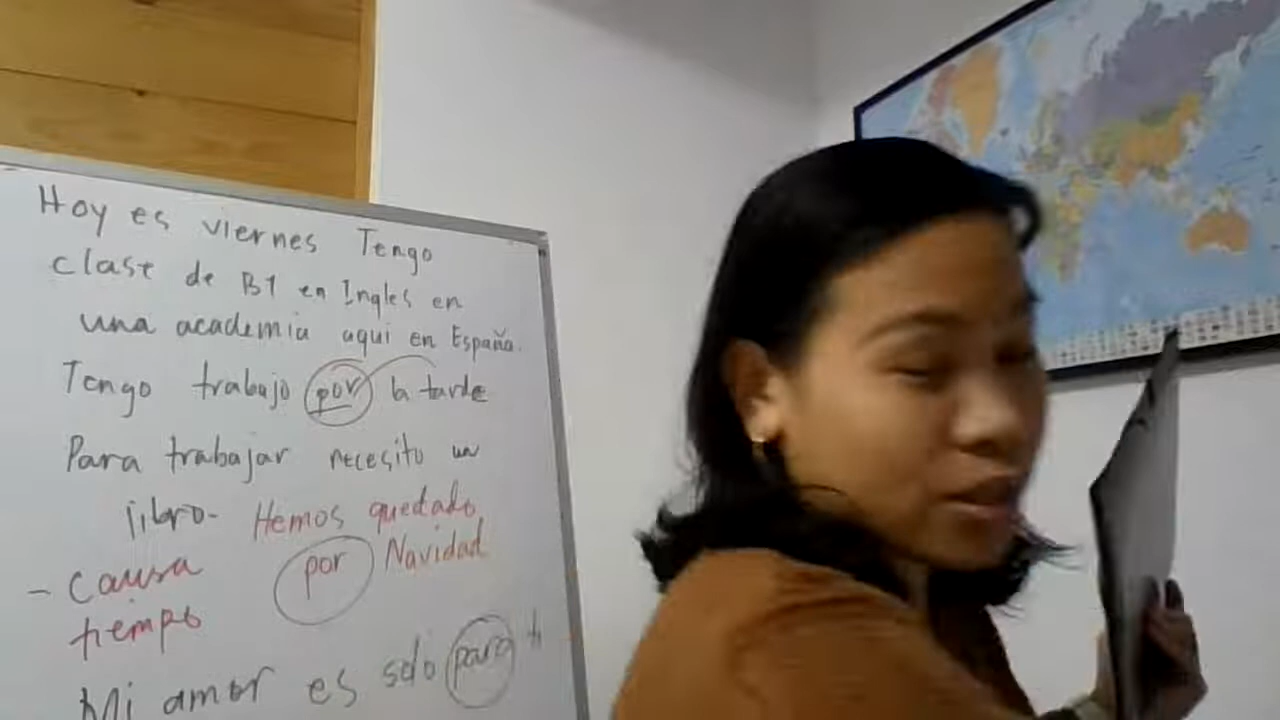 Hoy es viernes Tengo
clase de B1 en Ingles en
una academia aqui en España.
Tengo trabajo por la tarde
Para trabajar necesito un
libro- Hemos quedado
por Navidad
- Causa
tiempo
Mi amor es solo para ti